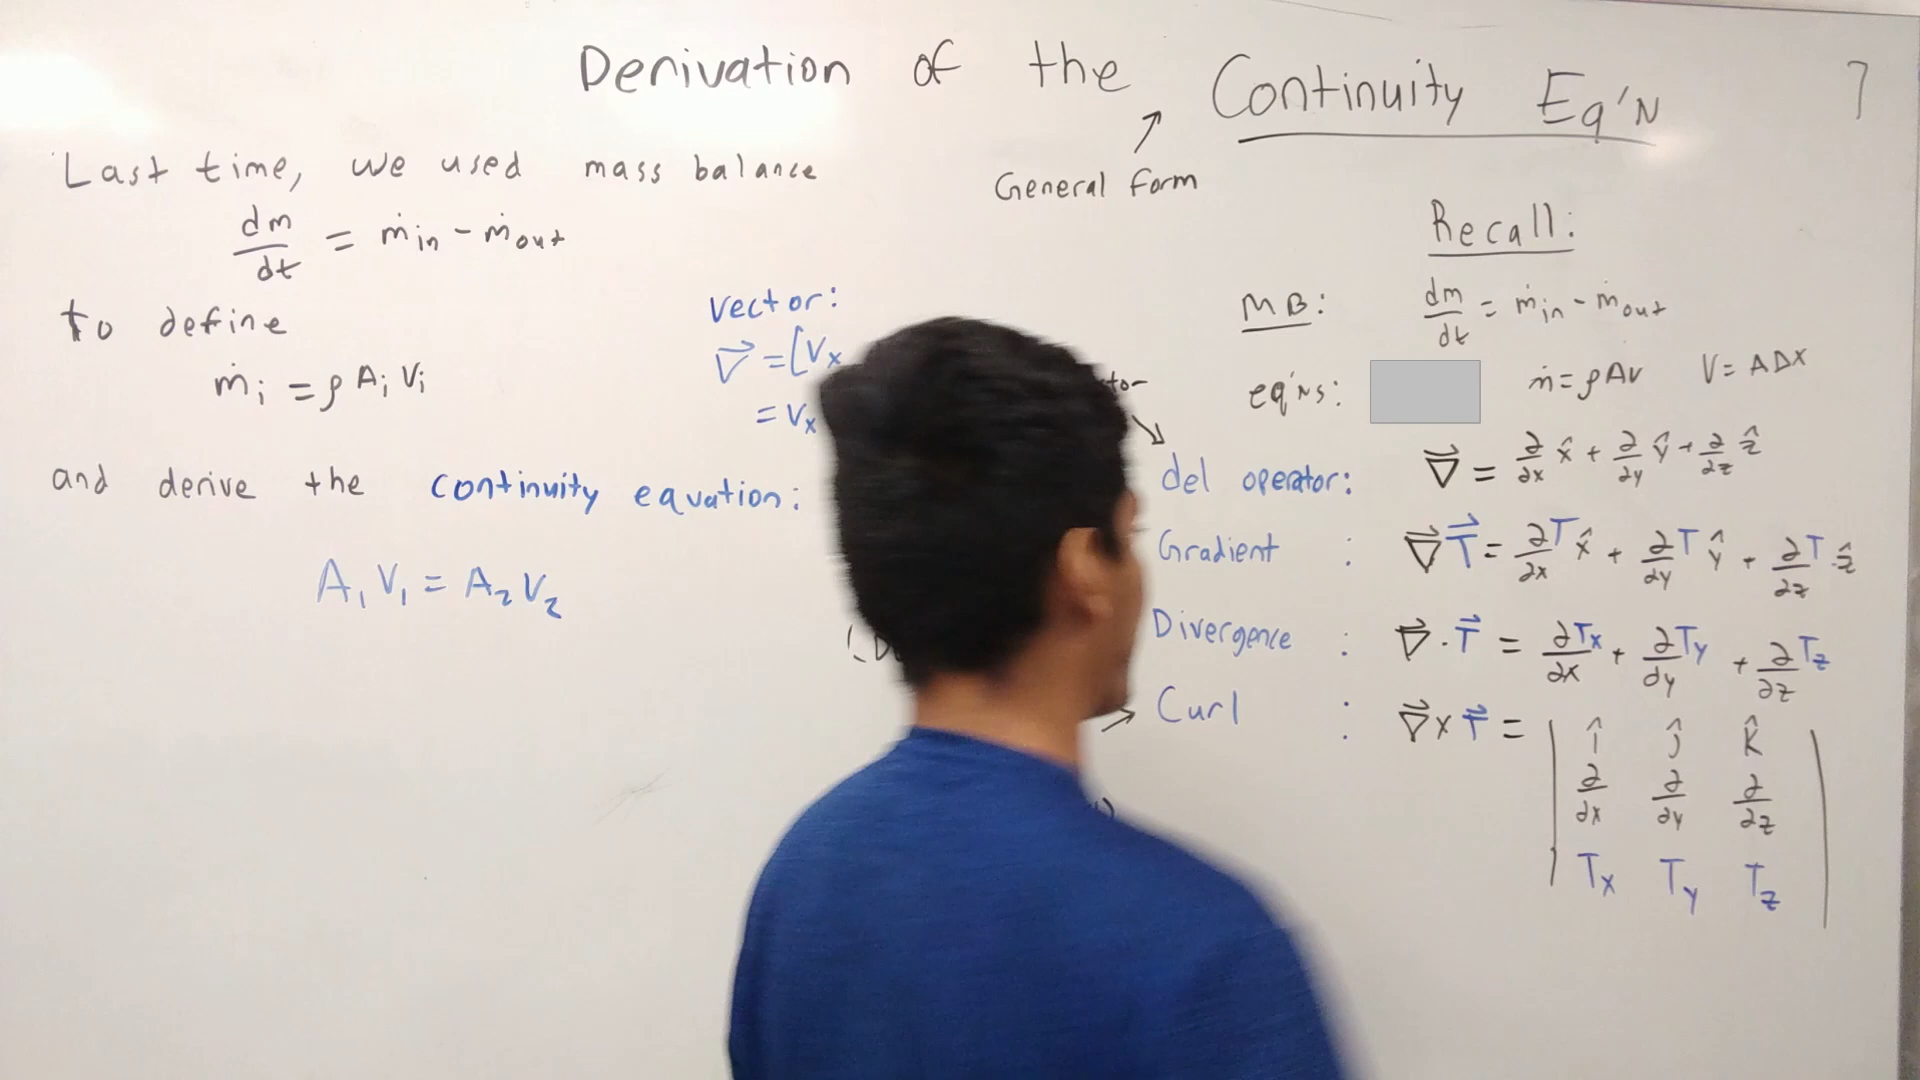 Derivation of the Continuity Eq'N
General Form
Last time, we used mass balance
dm/dt = ṁin - ṁout
to define
ṁi = ρ Ai Vi
and derive the continuity equation:
A₁V₁ = A₂V₂
vector:
V⃗ = [Vx
= Vx
Recall:
MB: dm/dt = ṁin - ṁout
eq'ns: ṁ = ρAv V = AΔx
del operator: ∇⃗ = ∂/∂x x̂ + ∂/∂y ŷ + ∂/∂z ẑ
Gradient : ∇⃗T⃗ = ∂T/∂x x̂ + ∂T/∂y ŷ + ∂T/∂z ẑ
Divergence : ∇⃗ · T⃗ = ∂Tx/∂x + ∂Ty/∂y + ∂Tz/∂z
Curl : ∇⃗ x T⃗ =
î ĵ k̂
∂/∂x ∂/∂y ∂/∂z
Tx Ty Tz